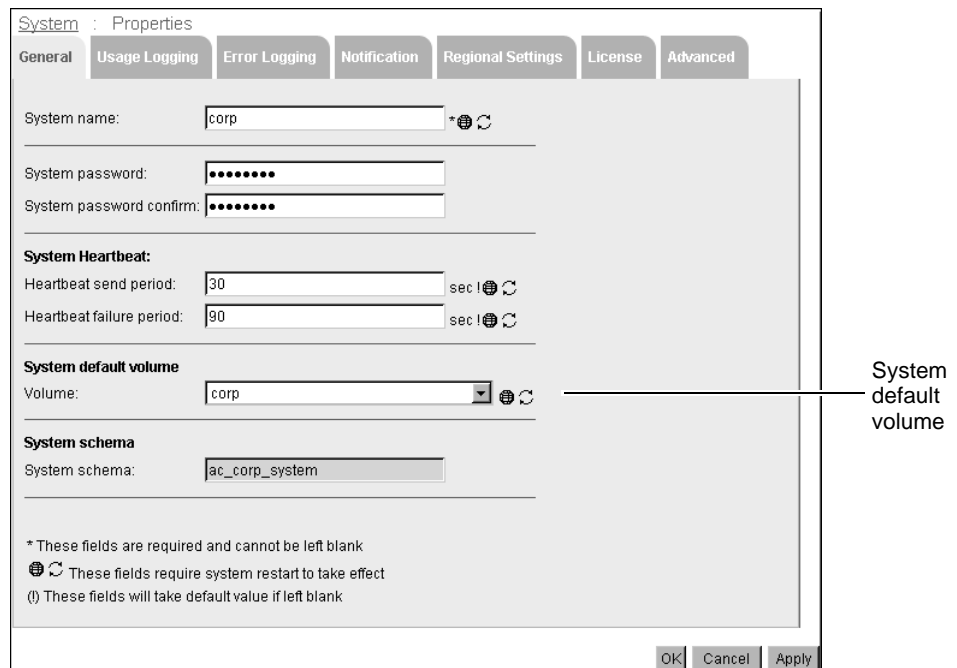 System : Properties
General Usage Logging Error Logging Notification Regional Settings License Advanced
System name: corp *
System password: ●●●●●●●●
System password confirm: ●●●●●●●●
System Heartbeat:
Heartbeat send period: 30 sec !
Heartbeat failure period: 90 sec !
System default volume
Volume: corp
System default volume
System schema
System schema: ac_corp_system
* These fields are required and cannot be left blank
These fields require system restart to take effect
(!) These fields will take default value if left blank
OK Cancel Apply